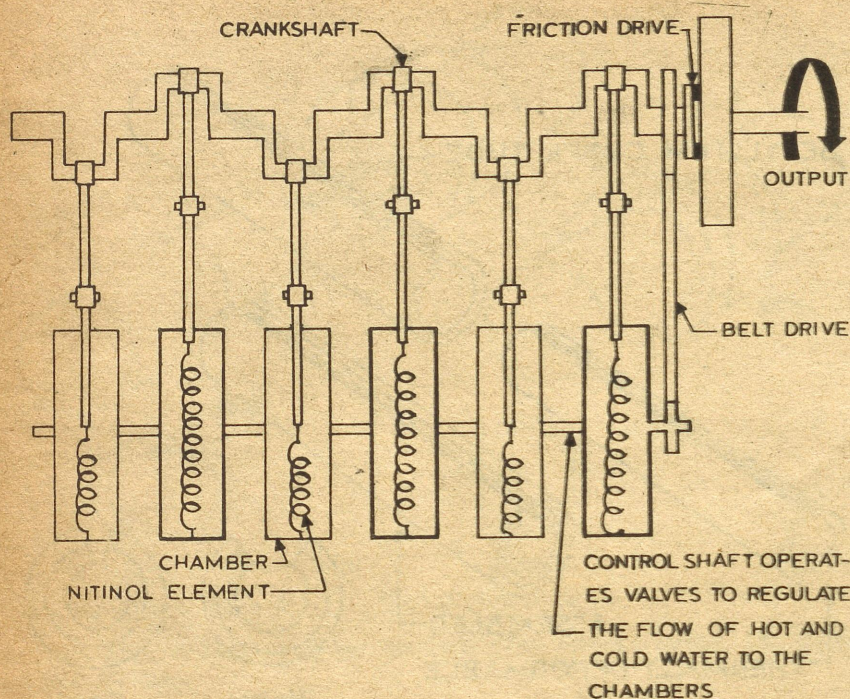 CRANKSHAFT
FRICTION DRIVE
OUTPUT
BELT DRIVE
CHAMBER
NITINOL ELEMENT
CONTROL SHAFT OPERAT-
ES VALVES TO REGULATE
THE FLOW OF HOT AND
COLD WATER TO THE
CHAMBERS